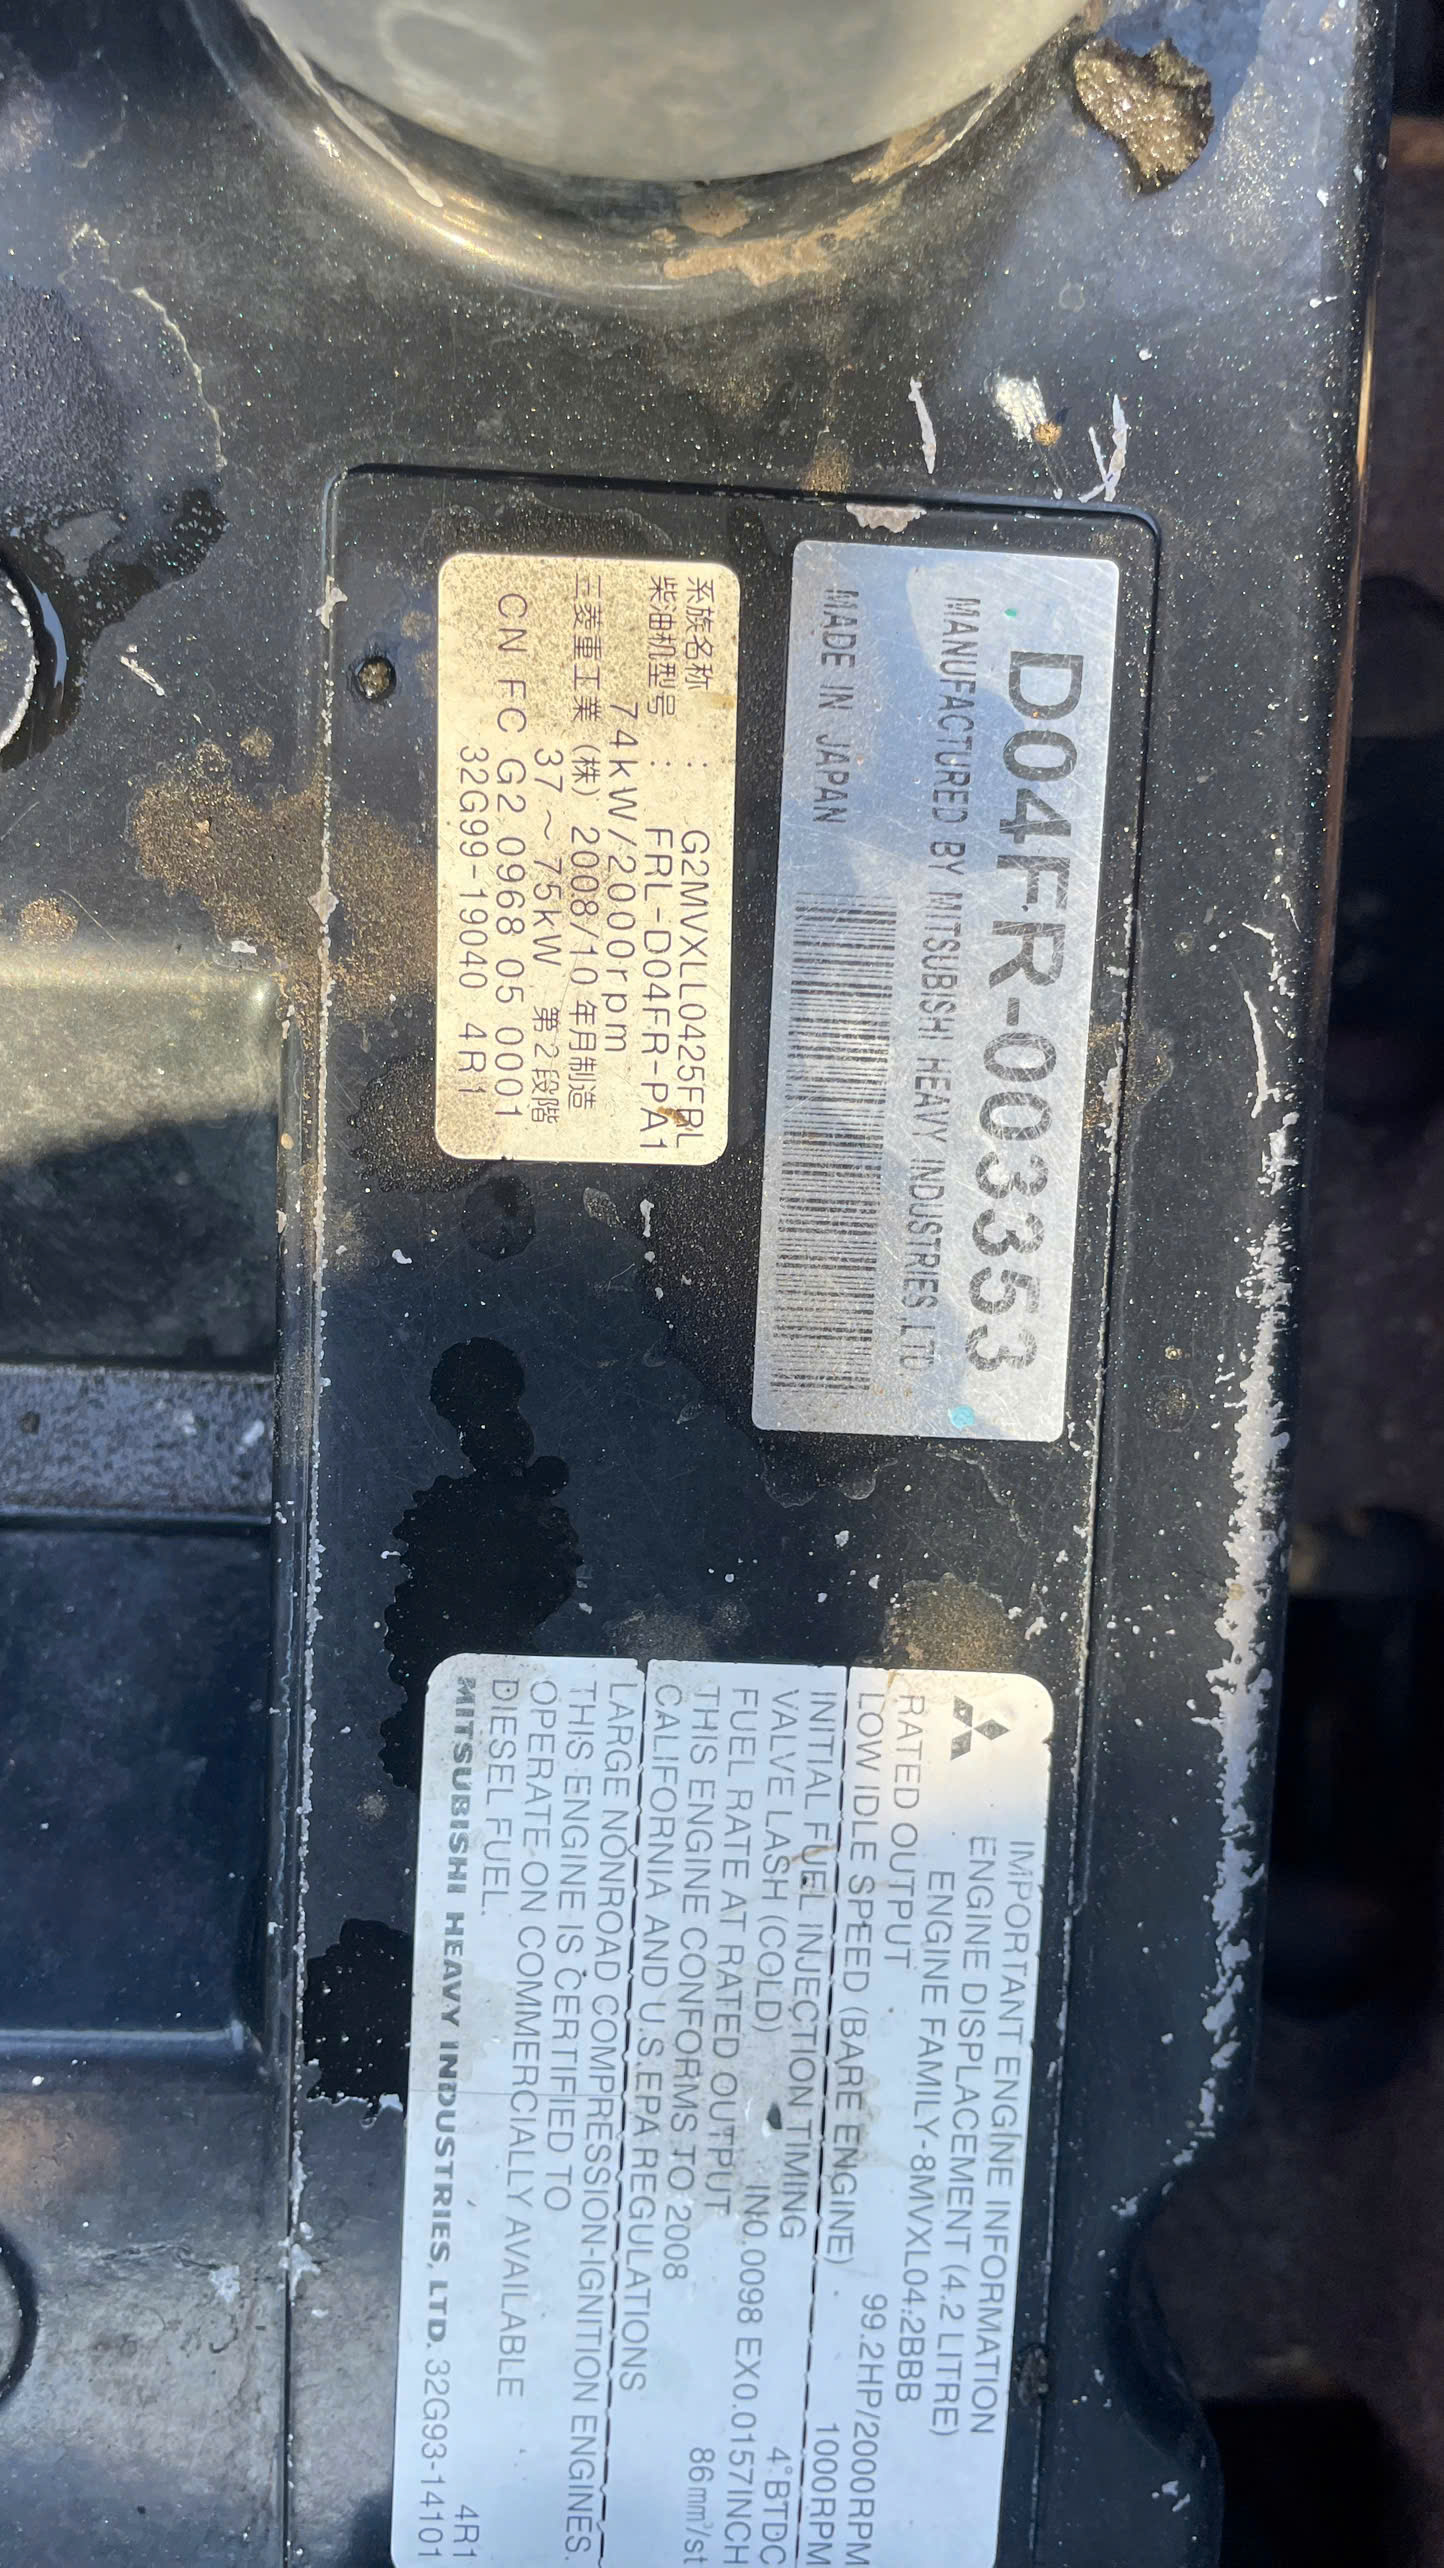 D04FR-003353
MANUFACTURED BY MITSUBISHI HEAVY INDUSTRIES, LTD.
MADE IN JAPAN
系族名称 : G2MVXLL0425FRL
柴油机型号 : FRL-D04FR-PA1
74kW/2000rpm
三菱重工業(株) 2008/10 年月制造
37~75kW 第2段階
CN FC G2 0968 05 0001
32G99-19040 4R1
IMPORTANT ENGINE INFORMATION
ENGINE DISPLACEMENT (4.2 LITRE)
ENGINE FAMILY-8MVXL04.2BBB
RATED OUTPUT 99.2HP/2000RPM
LOW IDLE SPEED (BARE ENGINE) 1000RPM
INITIAL FUEL INJECTION TIMING 4°BTDC
VALVE LASH (COLD) IN0.0098 EX0.0157INCH
FUEL RATE AT RATED OUTPUT 86mm³/st
THIS ENGINE CONFORMS TO 2008
CALIFORNIA AND U.S.EPA REGULATIONS
LARGE NONROAD COMPRESSION-IGNITION ENGINES.
THIS ENGINE IS CERTIFIED TO
OPERATE ON COMMERCIALLY AVAILABLE
DIESEL FUEL. 4R1
MITSUBISHI HEAVY INDUSTRIES, LTD. 32G93-14101